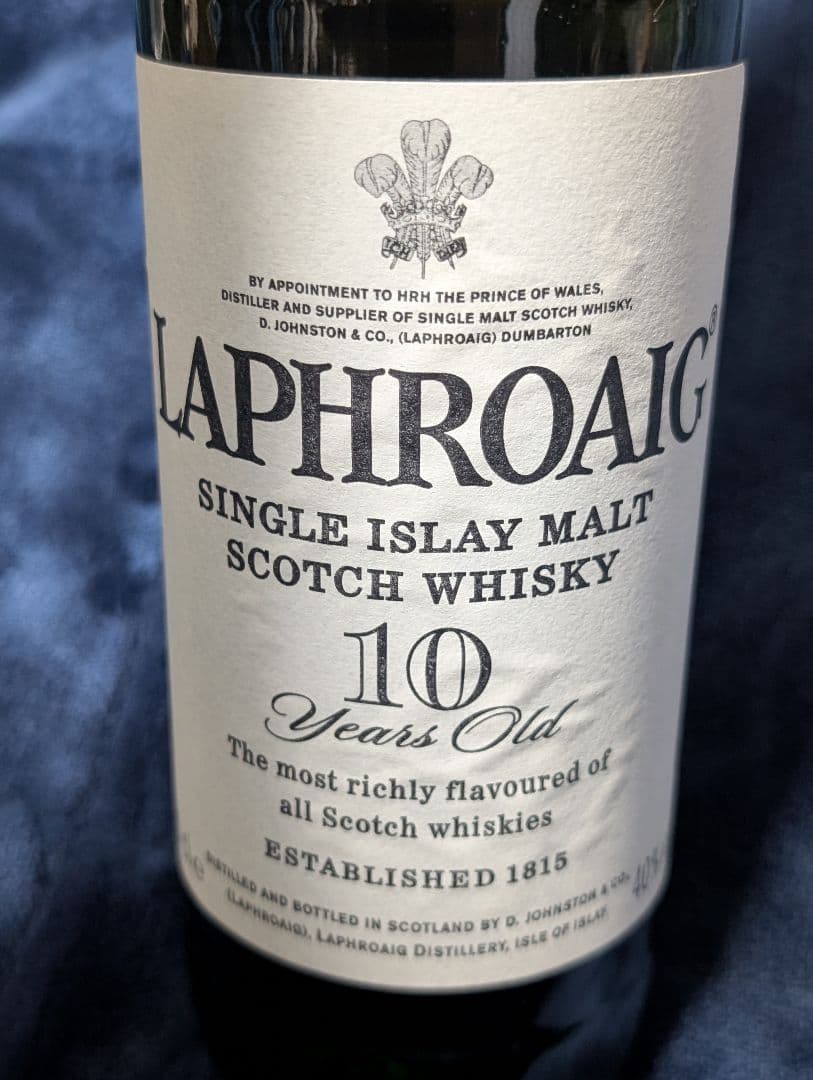 ICH DIEN
BY APPOINTMENT TO HRH THE PRINCE OF WALES,
DISTILLER AND SUPPLIER OF SINGLE MALT SCOTCH WHISKY,
D. JOHNSTON & CO., (LAPHROAIG) DUMBARTON
LAPHROAIG®
SINGLE ISLAY MALT
SCOTCH WHISKY
10
Years Old
The most richly flavoured of
all Scotch whiskies
ESTABLISHED 1815
DISTILLED AND BOTTLED IN SCOTLAND BY D. JOHNSTON & CO.,
(LAPHROAIG), LAPHROAIG DISTILLERY, ISLE OF ISLAY
40%